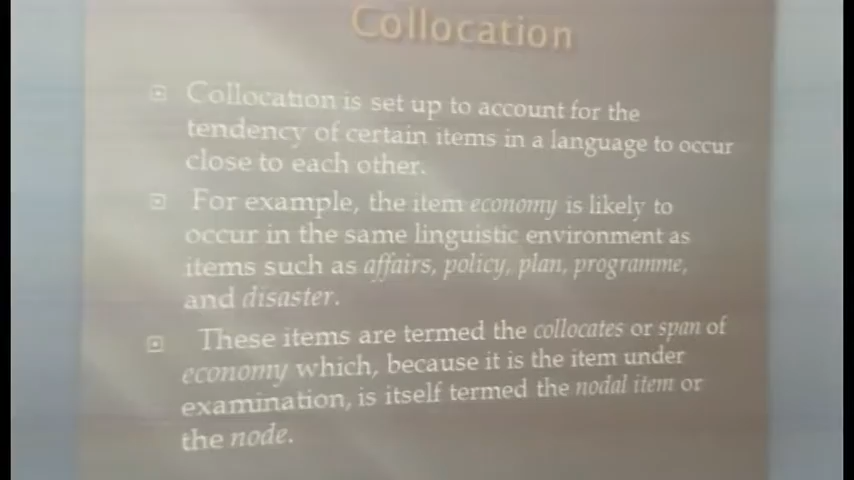 Collocation
Collocation is set up to account for the
tendency of certain items in a language to occur
close to each other.
For example, the item economy is likely to
occur in the same linguistic environment as
items such as affairs, policy, plan, programme,
and disaster.
These items are termed the collocates or span of
economy which, because it is the item under
examination, is itself termed the nodal item or
the node.